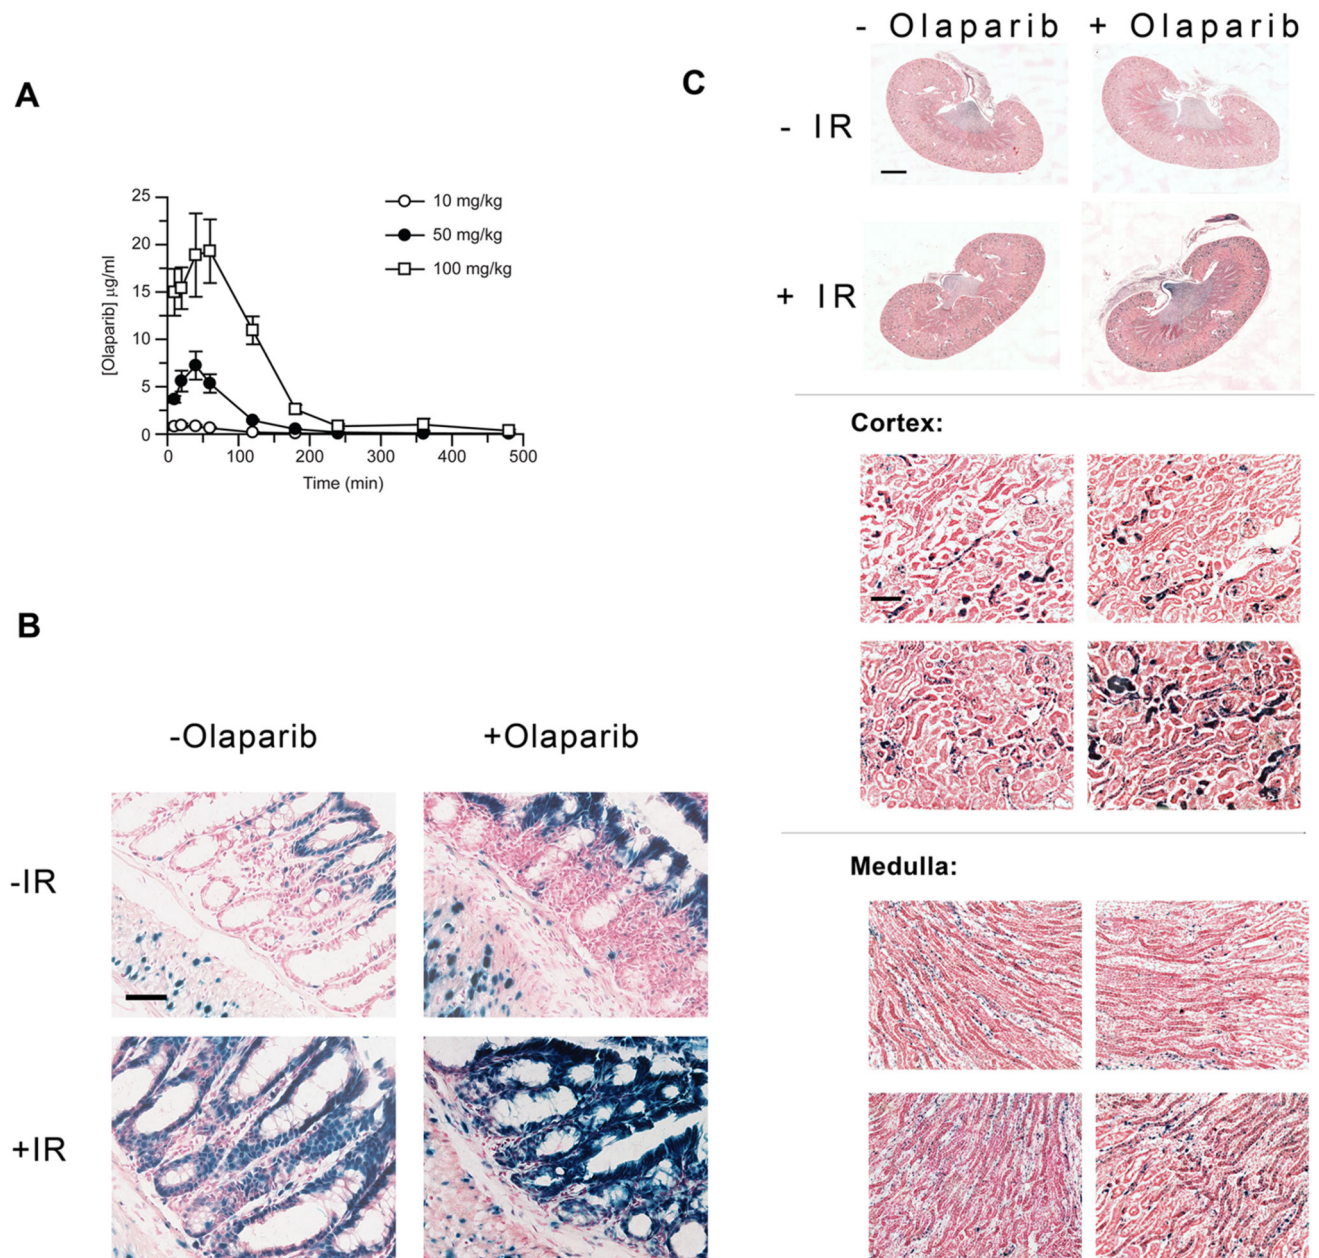 A
25
20
15
10
5
0
[Olaparib] µg/ml
0 100 200 300 400 500
Time (min)
10 mg/kg
50 mg/kg
100 mg/kg
B
-Olaparib +Olaparib
-IR
+IR
C
- Olaparib + Olaparib
- IR
+ IR
Cortex:
Medulla: